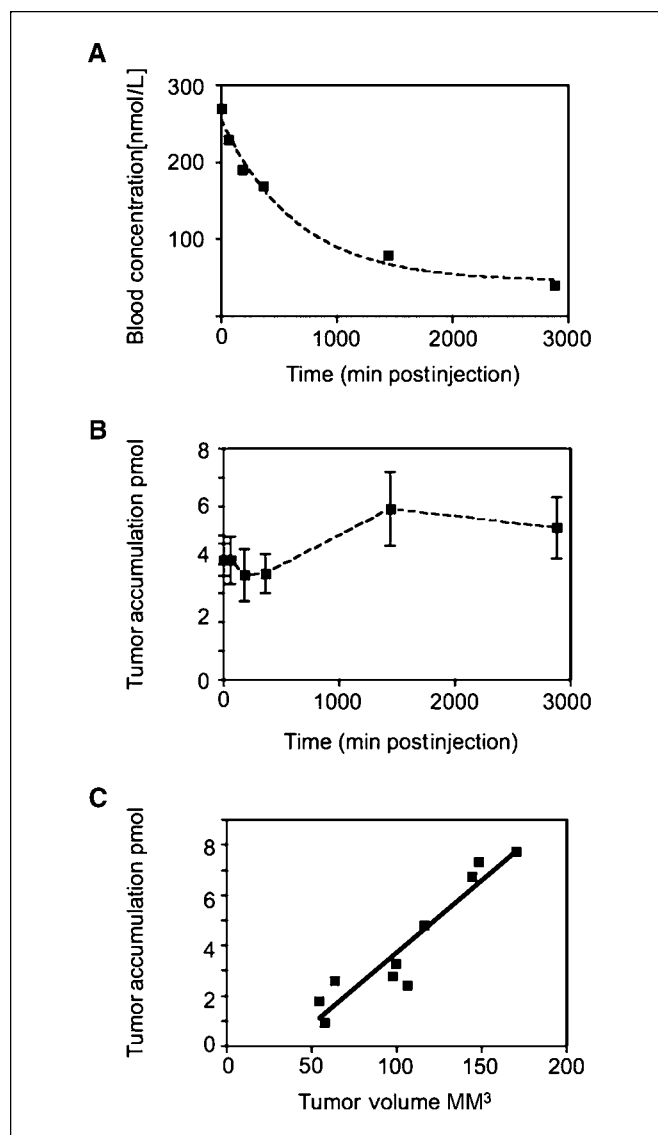 A
Blood concentration[nmol/L]
300
200
100
0
1000
2000
3000
Time (min postinjection)
B
Tumor accumulation pmol
8
6
4
2
0
0
1000
2000
3000
Time (min postinjection)
C
Tumor accumulation pmol
8
6
4
2
0
0
50
100
150
200
Tumor volume MM³